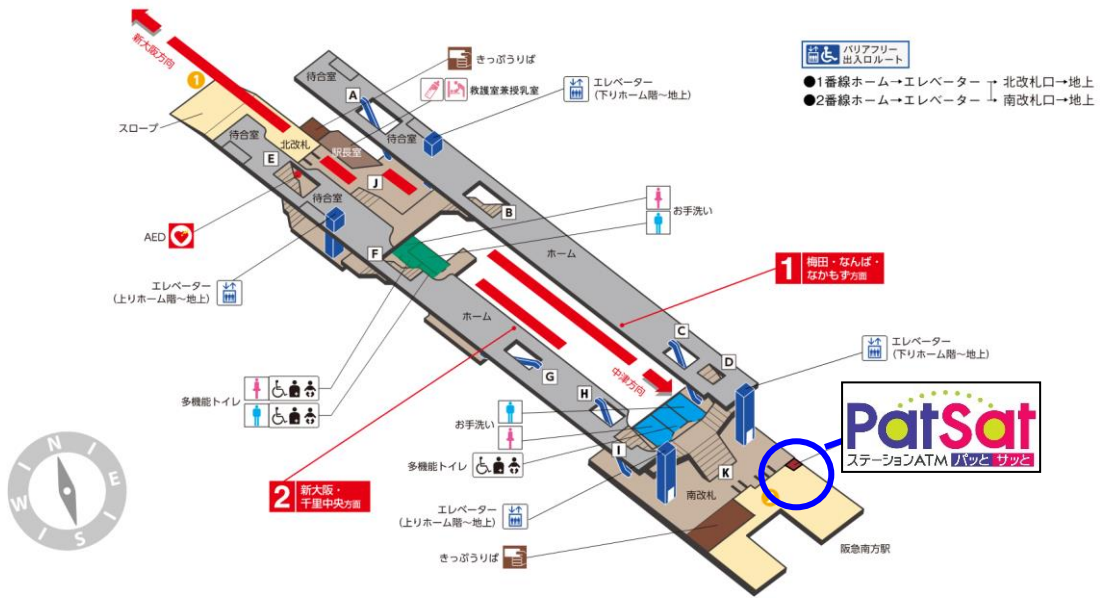 新大阪方向
1
スロープ
待合室
A
きっぷうりば
救護室兼授乳室
エレベーター
(下りホーム階～地上)
バリアフリー
出入口ルート
●1番線ホーム→エレベーター → 北改札口→地上
●2番線ホーム→エレベーター → 南改札口→地上
待合室
北改札
駅長室
待合室
E
J
待合室
B
お手洗い
AED
F
ホーム
エレベーター
(上りホーム階～地上)
1
梅田・なんば・
なかもず方面
ホーム
C
D
エレベーター
(下りホーム階～地上)
G
中津方向
H
多機能トイレ
お手洗い
多機能トイレ
I
K
PatSat
ステーションATM パッと サッと
2
新大阪・
千里中央方面
南改札
エレベーター
(上りホーム階～地上)
きっぷうりば
阪急南方駅
N
E
S
W